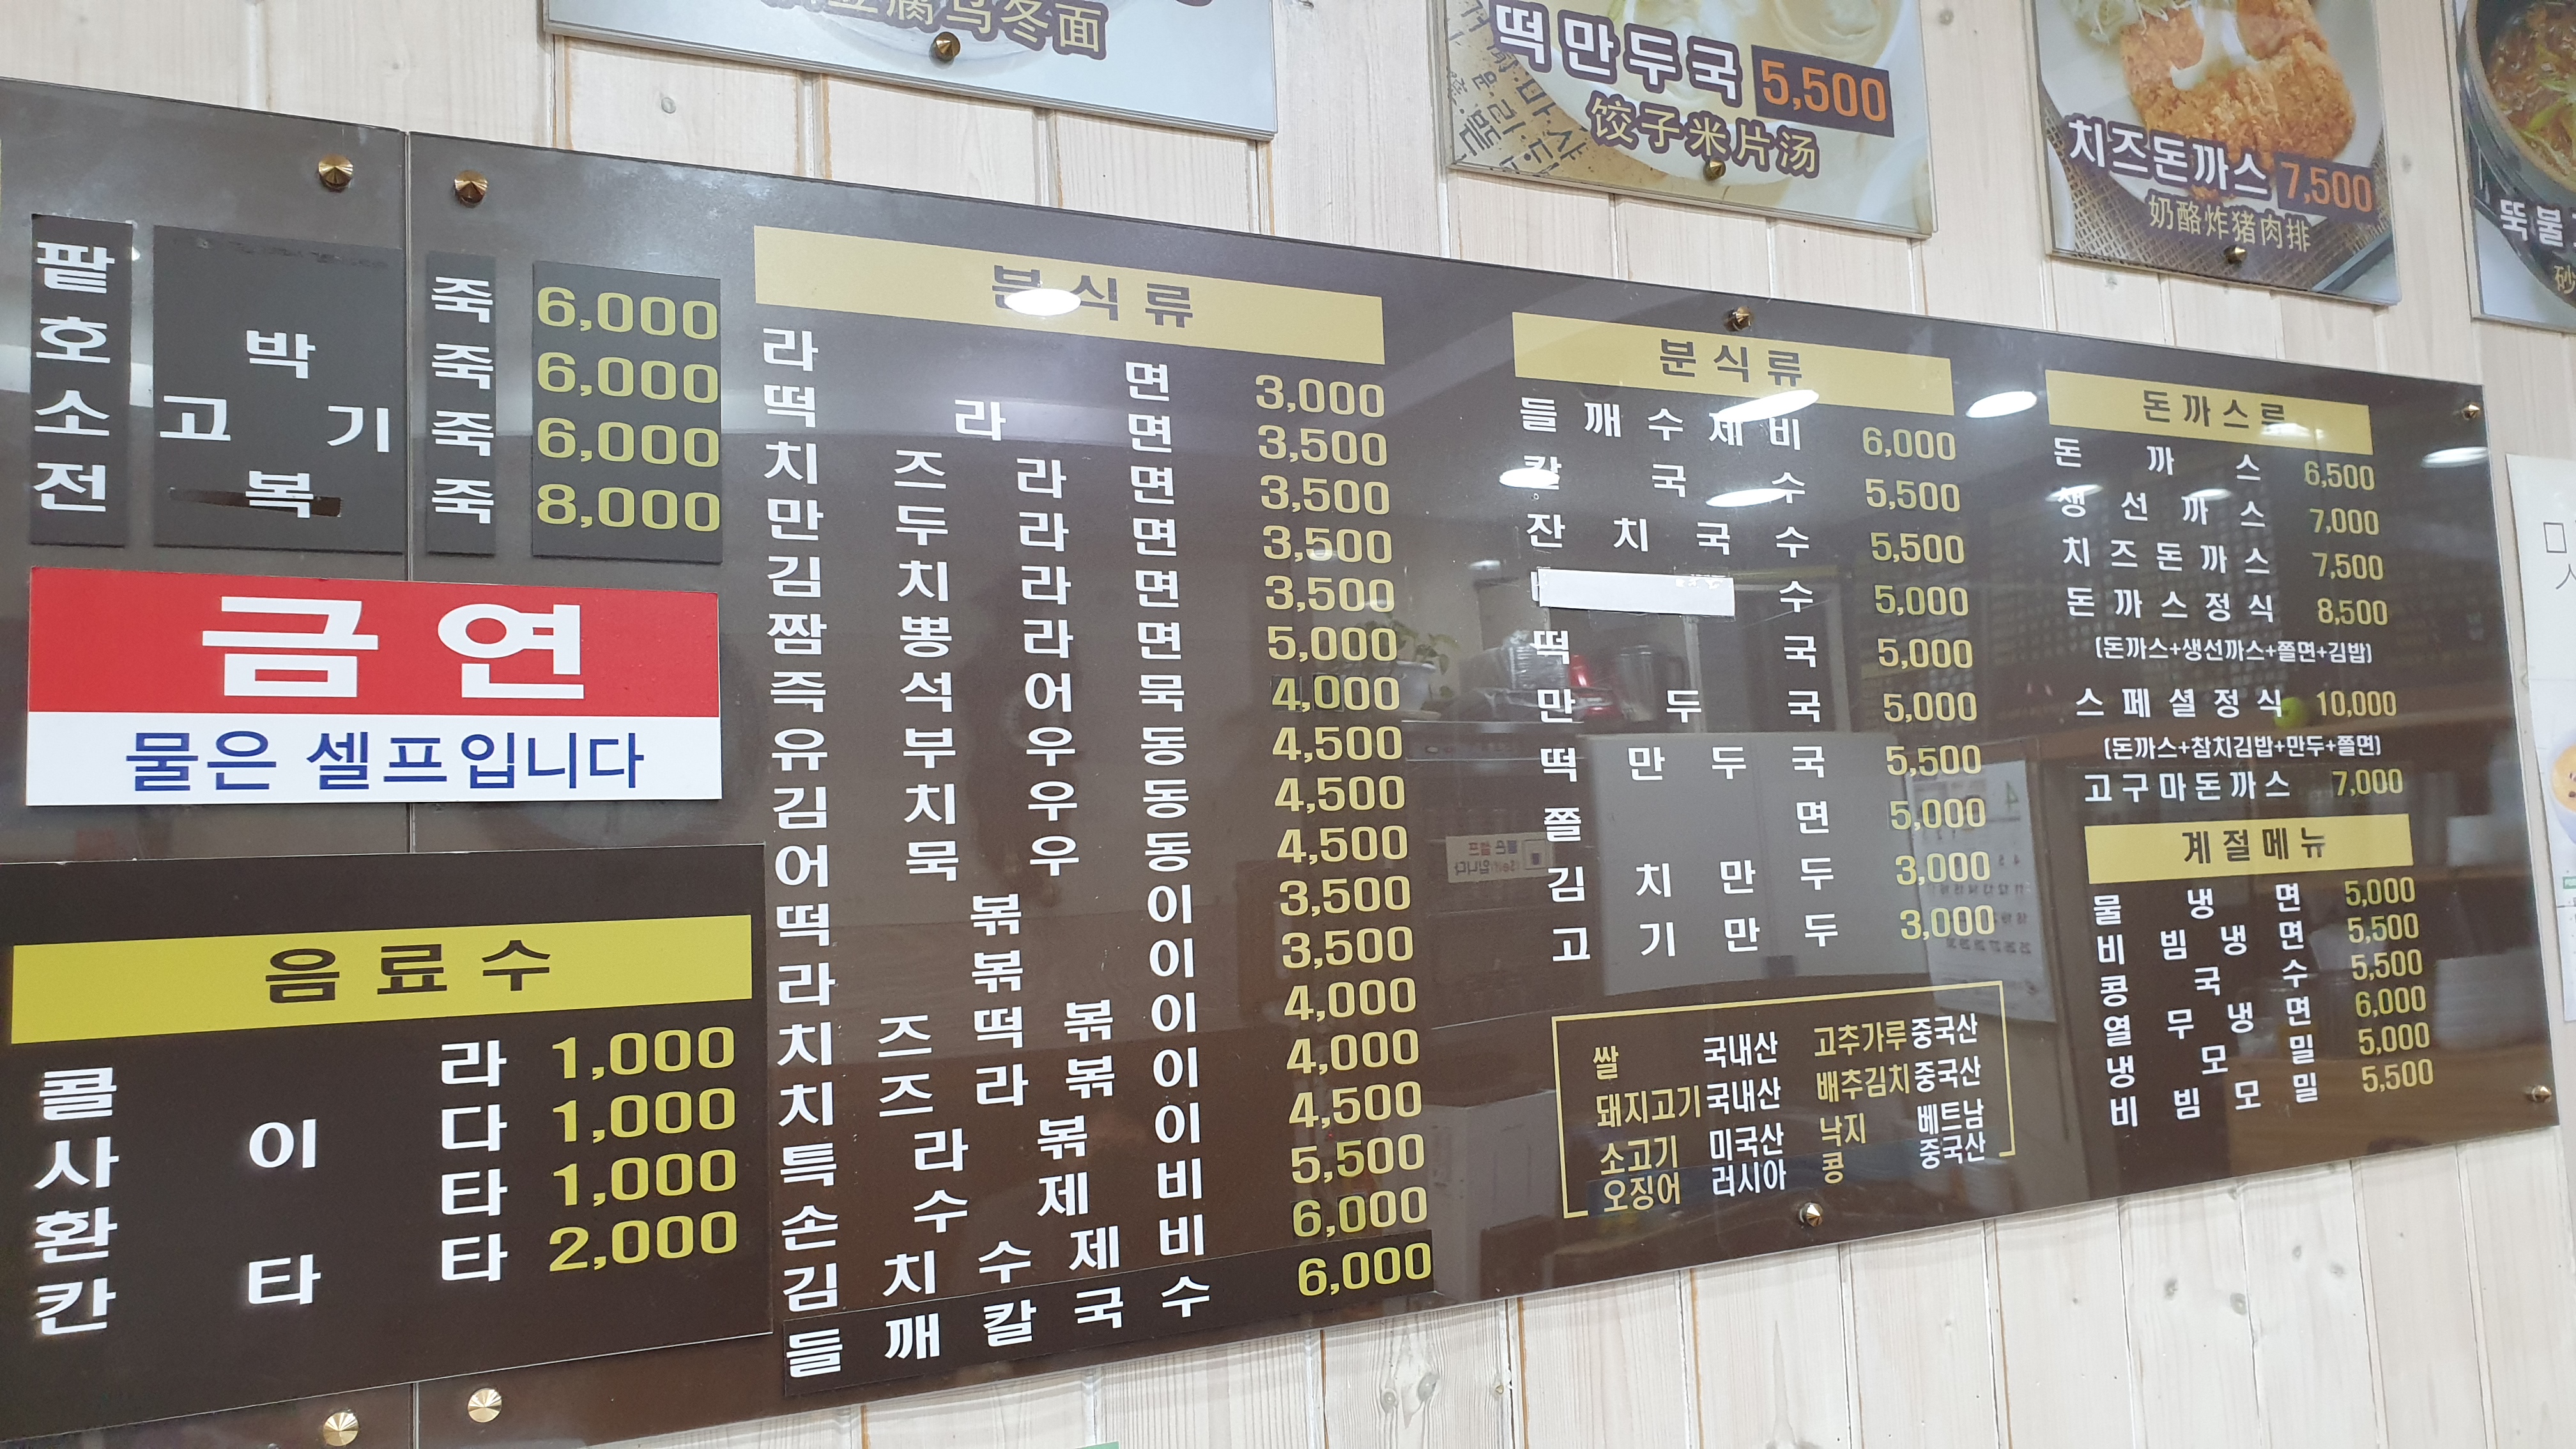 豆腐乌冬面
떡만두국 5,500
饺子米片汤
치즈돈까스 7,500
奶酪炸猪肉排
뚝불
砂
팥 죽 6,000
호박죽 6,000
소고기죽 6,000
전복죽 8,000
금연
물은 셀프입니다
음료수
콜라 1,000
사이다 1,000
환타 1,000
칸타타 2,000
분식류
라면 3,000
떡라면 3,500
치즈라면 3,500
만두라면 3,500
김치라면 3,500
짬뽕라면 5,000
즉석어묵 4,000
유부우동 4,500
김치우동 4,500
어묵우동 4,500
떡볶이 3,500
라볶이 3,500
치즈떡볶이 4,000
치즈라볶이 4,000
특라볶이 4,500
손수제비 5,500
김치수제비 6,000
들깨칼국수 6,000
분식류
들깨수제비 6,000
칼국수 5,500
잔치국수 5,500
수 5,000
떡국 5,000
만두국 5,000
떡만두국 5,500
쫄면 5,000
김치만두 3,000
고기만두 3,000
쌀 국내산 고추가루 중국산
돼지고기 국내산 배추김치 중국산
소고기 미국산 낙지 베트남
오징어 러시아 콩 중국산
돈까스류
돈까스 6,500
생선까스 7,000
치즈돈까스 7,500
돈까스정식 8,500
(돈까스+생선까스+쫄면+김밥)
스페셜정식 10,000
(돈까스+참치김밥+만두+쫄면)
고구마돈까스 7,000
계절메뉴
물냉면 5,000
비빔냉면 5,500
콩국수 5,500
열무냉면 6,000
냉모밀 5,000
비빔모밀 5,500